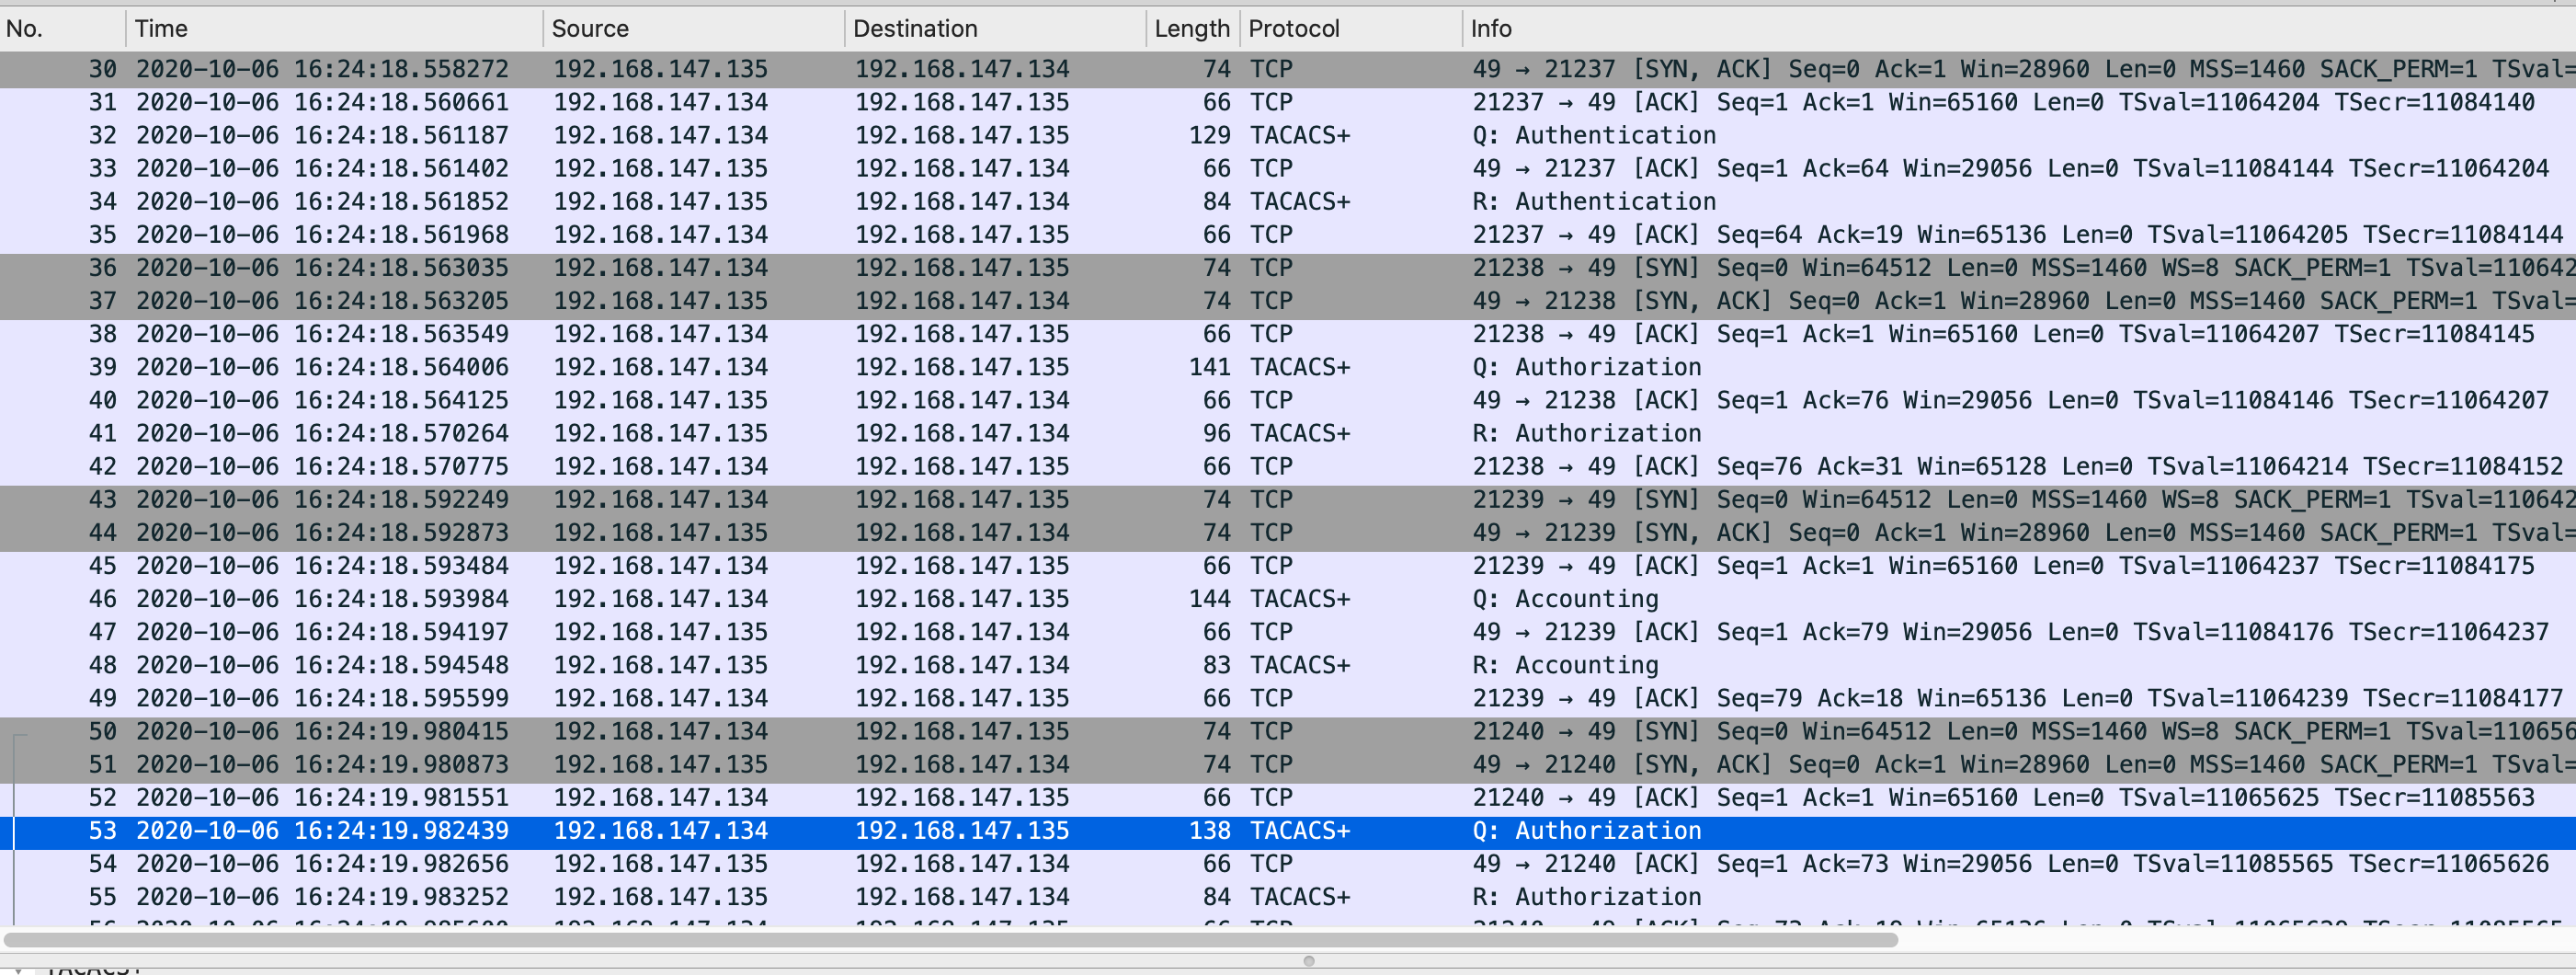 No. Time Source Destination Length Protocol Info
30 2020-10-06 16:24:18.558272 192.168.147.135 192.168.147.134 74 TCP 49 → 21237 [SYN, ACK] Seq=0 Ack=1 Win=28960 Len=0 MSS=1460 SACK_PERM=1 TSval=
31 2020-10-06 16:24:18.560661 192.168.147.134 192.168.147.135 66 TCP 21237 → 49 [ACK] Seq=1 Ack=1 Win=65160 Len=0 TSval=11064204 TSecr=11084140
32 2020-10-06 16:24:18.561187 192.168.147.134 192.168.147.135 129 TACACS+ Q: Authentication
33 2020-10-06 16:24:18.561402 192.168.147.135 192.168.147.134 66 TCP 49 → 21237 [ACK] Seq=1 Ack=64 Win=29056 Len=0 TSval=11084144 TSecr=11064204
34 2020-10-06 16:24:18.561852 192.168.147.135 192.168.147.134 84 TACACS+ R: Authentication
35 2020-10-06 16:24:18.561968 192.168.147.134 192.168.147.135 66 TCP 21237 → 49 [ACK] Seq=64 Ack=19 Win=65136 Len=0 TSval=11064205 TSecr=11084144
36 2020-10-06 16:24:18.563035 192.168.147.134 192.168.147.135 74 TCP 21238 → 49 [SYN] Seq=0 Win=64512 Len=0 MSS=1460 WS=8 SACK_PERM=1 TSval=110642
37 2020-10-06 16:24:18.563205 192.168.147.135 192.168.147.134 74 TCP 49 → 21238 [SYN, ACK] Seq=0 Ack=1 Win=28960 Len=0 MSS=1460 SACK_PERM=1 TSval=
38 2020-10-06 16:24:18.563549 192.168.147.134 192.168.147.135 66 TCP 21238 → 49 [ACK] Seq=1 Ack=1 Win=65160 Len=0 TSval=11064207 TSecr=11084145
39 2020-10-06 16:24:18.564006 192.168.147.134 192.168.147.135 141 TACACS+ Q: Authorization
40 2020-10-06 16:24:18.564125 192.168.147.135 192.168.147.134 66 TCP 49 → 21238 [ACK] Seq=1 Ack=76 Win=29056 Len=0 TSval=11084146 TSecr=11064207
41 2020-10-06 16:24:18.570264 192.168.147.135 192.168.147.134 96 TACACS+ R: Authorization
42 2020-10-06 16:24:18.570775 192.168.147.134 192.168.147.135 66 TCP 21238 → 49 [ACK] Seq=76 Ack=31 Win=65128 Len=0 TSval=11064214 TSecr=11084152
43 2020-10-06 16:24:18.592249 192.168.147.134 192.168.147.135 74 TCP 21239 → 49 [SYN] Seq=0 Win=64512 Len=0 MSS=1460 WS=8 SACK_PERM=1 TSval=110642
44 2020-10-06 16:24:18.592873 192.168.147.135 192.168.147.134 74 TCP 49 → 21239 [SYN, ACK] Seq=0 Ack=1 Win=28960 Len=0 MSS=1460 SACK_PERM=1 TSval=
45 2020-10-06 16:24:18.593484 192.168.147.134 192.168.147.135 66 TCP 21239 → 49 [ACK] Seq=1 Ack=1 Win=65160 Len=0 TSval=11064237 TSecr=11084175
46 2020-10-06 16:24:18.593984 192.168.147.134 192.168.147.135 144 TACACS+ Q: Accounting
47 2020-10-06 16:24:18.594197 192.168.147.135 192.168.147.134 66 TCP 49 → 21239 [ACK] Seq=1 Ack=79 Win=29056 Len=0 TSval=11084176 TSecr=11064237
48 2020-10-06 16:24:18.594548 192.168.147.135 192.168.147.134 83 TACACS+ R: Accounting
49 2020-10-06 16:24:18.595599 192.168.147.134 192.168.147.135 66 TCP 21239 → 49 [ACK] Seq=79 Ack=18 Win=65136 Len=0 TSval=11064239 TSecr=11084177
50 2020-10-06 16:24:19.980415 192.168.147.134 192.168.147.135 74 TCP 21240 → 49 [SYN] Seq=0 Win=64512 Len=0 MSS=1460 WS=8 SACK_PERM=1 TSval=110656
51 2020-10-06 16:24:19.980873 192.168.147.135 192.168.147.134 74 TCP 49 → 21240 [SYN, ACK] Seq=0 Ack=1 Win=28960 Len=0 MSS=1460 SACK_PERM=1 TSval=
52 2020-10-06 16:24:19.981551 192.168.147.134 192.168.147.135 66 TCP 21240 → 49 [ACK] Seq=1 Ack=1 Win=65160 Len=0 TSval=11065625 TSecr=11085563
53 2020-10-06 16:24:19.982439 192.168.147.134 192.168.147.135 138 TACACS+ Q: Authorization
54 2020-10-06 16:24:19.982656 192.168.147.135 192.168.147.134 66 TCP 49 → 21240 [ACK] Seq=1 Ack=73 Win=29056 Len=0 TSval=11085565 TSecr=11065626
55 2020-10-06 16:24:19.983252 192.168.147.135 192.168.147.134 84 TACACS+ R: Authorization